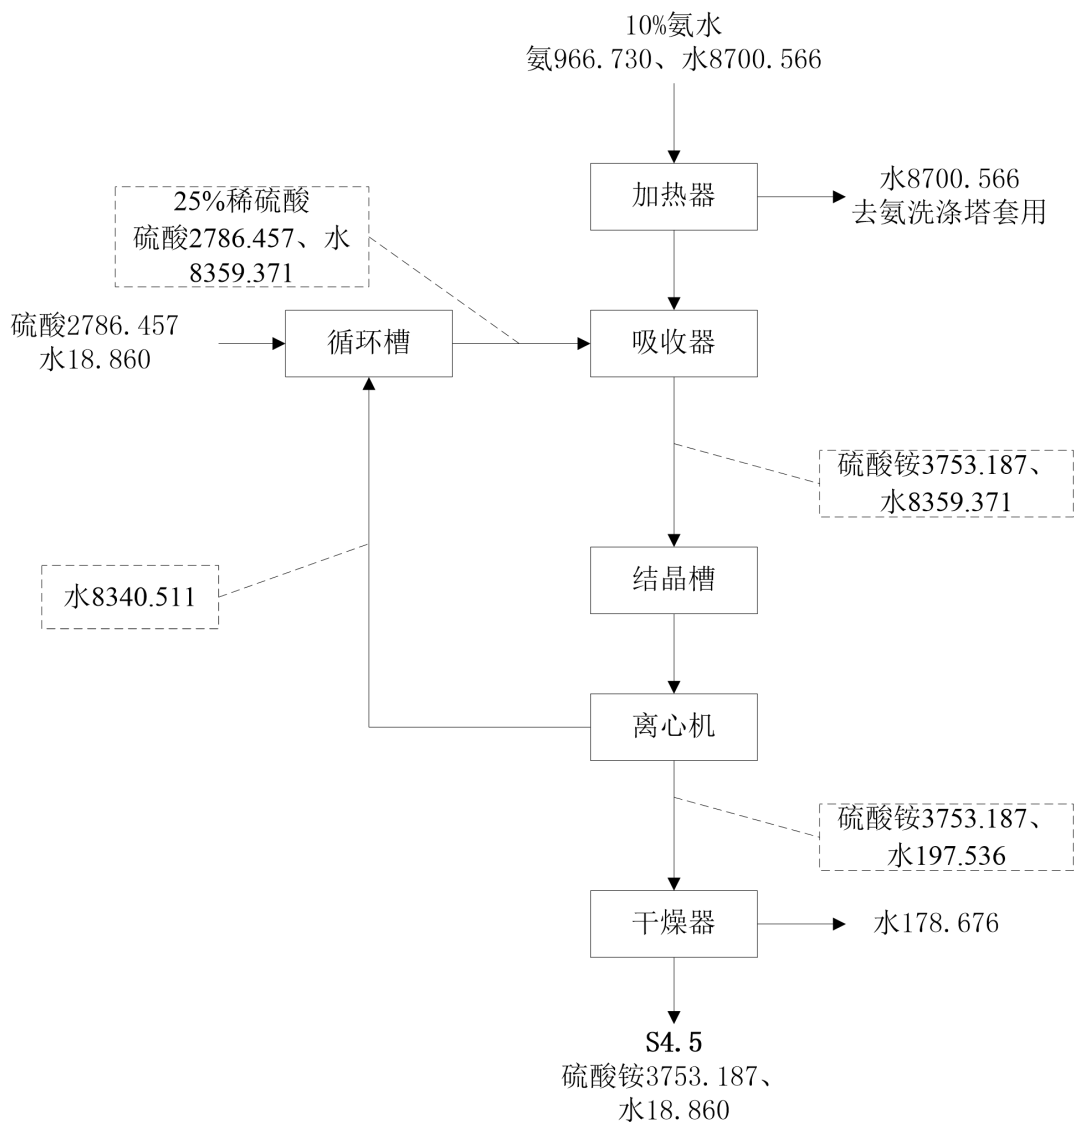 10%氨水
氨966.730、水8700.566
加热器
水8700.566
去氨洗涤塔套用
25%稀硫酸
硫酸2786.457、水
8359.371
硫酸2786.457
水18.860
循环槽
吸收器
硫酸铵3753.187、
水8359.371
结晶槽
水8340.511
离心机
硫酸铵3753.187、
水197.536
干燥器
水178.676
S4.5
硫酸铵3753.187、
水18.860